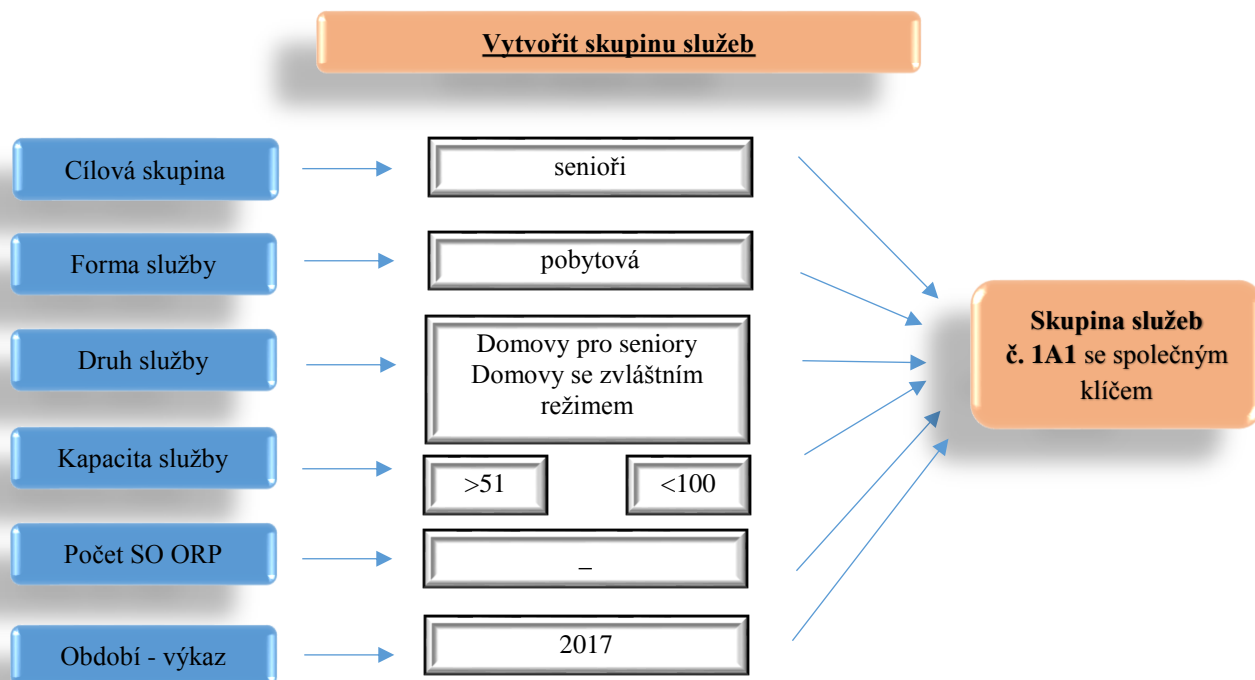 Vytvořit skupinu služeb
Cílová skupina
senioři
Forma služby
pobytová
Druh služby
Domovy pro seniory
Domovy se zvláštním
režimem
Kapacita služby
>51
<100
Počet SO ORP
–
Období - výkaz
2017
Skupina služeb
č. 1A1 se společným
klíčem